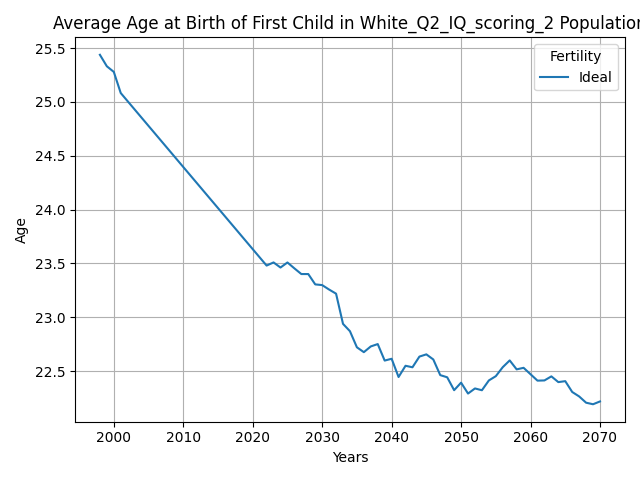 Average Age at Birth of First Child in White_Q2_IQ_scoring_2 Population
Fertility
Ideal
25.5
25.0
24.5
24.0
23.5
23.0
22.5
Age
2000 2010 2020 2030 2040 2050 2060 2070
Years